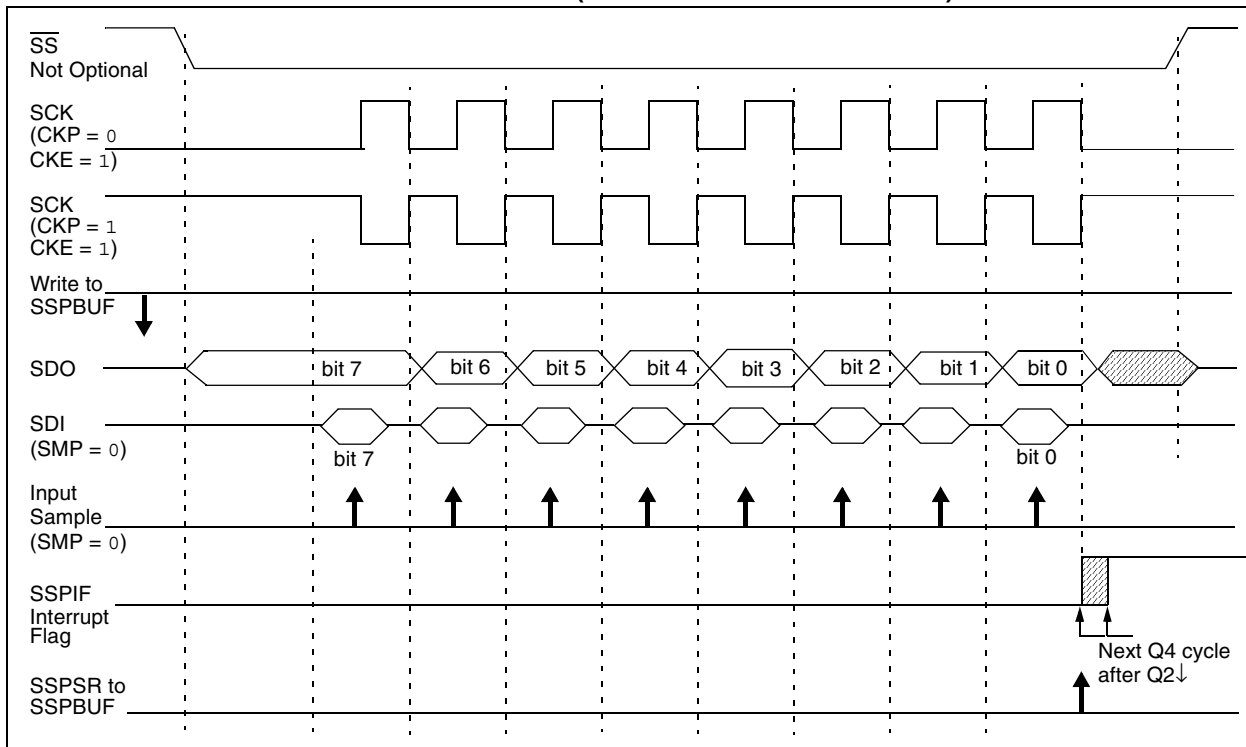 SS
Not Optional
SCK
(CKP = 0
CKE = 1)
SCK
(CKP = 1
CKE = 1)
Write to
SSPBUF
SDO
bit 7 bit 6 bit 5 bit 4 bit 3 bit 2 bit 1 bit 0
SDI
(SMP = 0)
bit 7 bit 0
Input
Sample
(SMP = 0)
SSPIF
Interrupt
Flag
Next Q4 cycle
after Q2↓
SSPSR to
SSPBUF